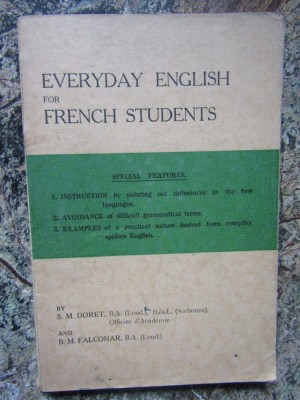 EVERYDAY ENGLISH
FOR
FRENCH STUDENTS
SPECIAL FEATURES.
1. INSTRUCTION by pointing out differences in the two
languages.
2. AVOIDANCE of difficult grammatical terms.
3. EXAMPLES of a practical nature derived from everyday
spoken English.
BY
S. M. DORET, B.A. (Lond.), (Sorbonne),
Officier d'Académie
AND
B. M. FALCONAR, B.A. (Lond.)